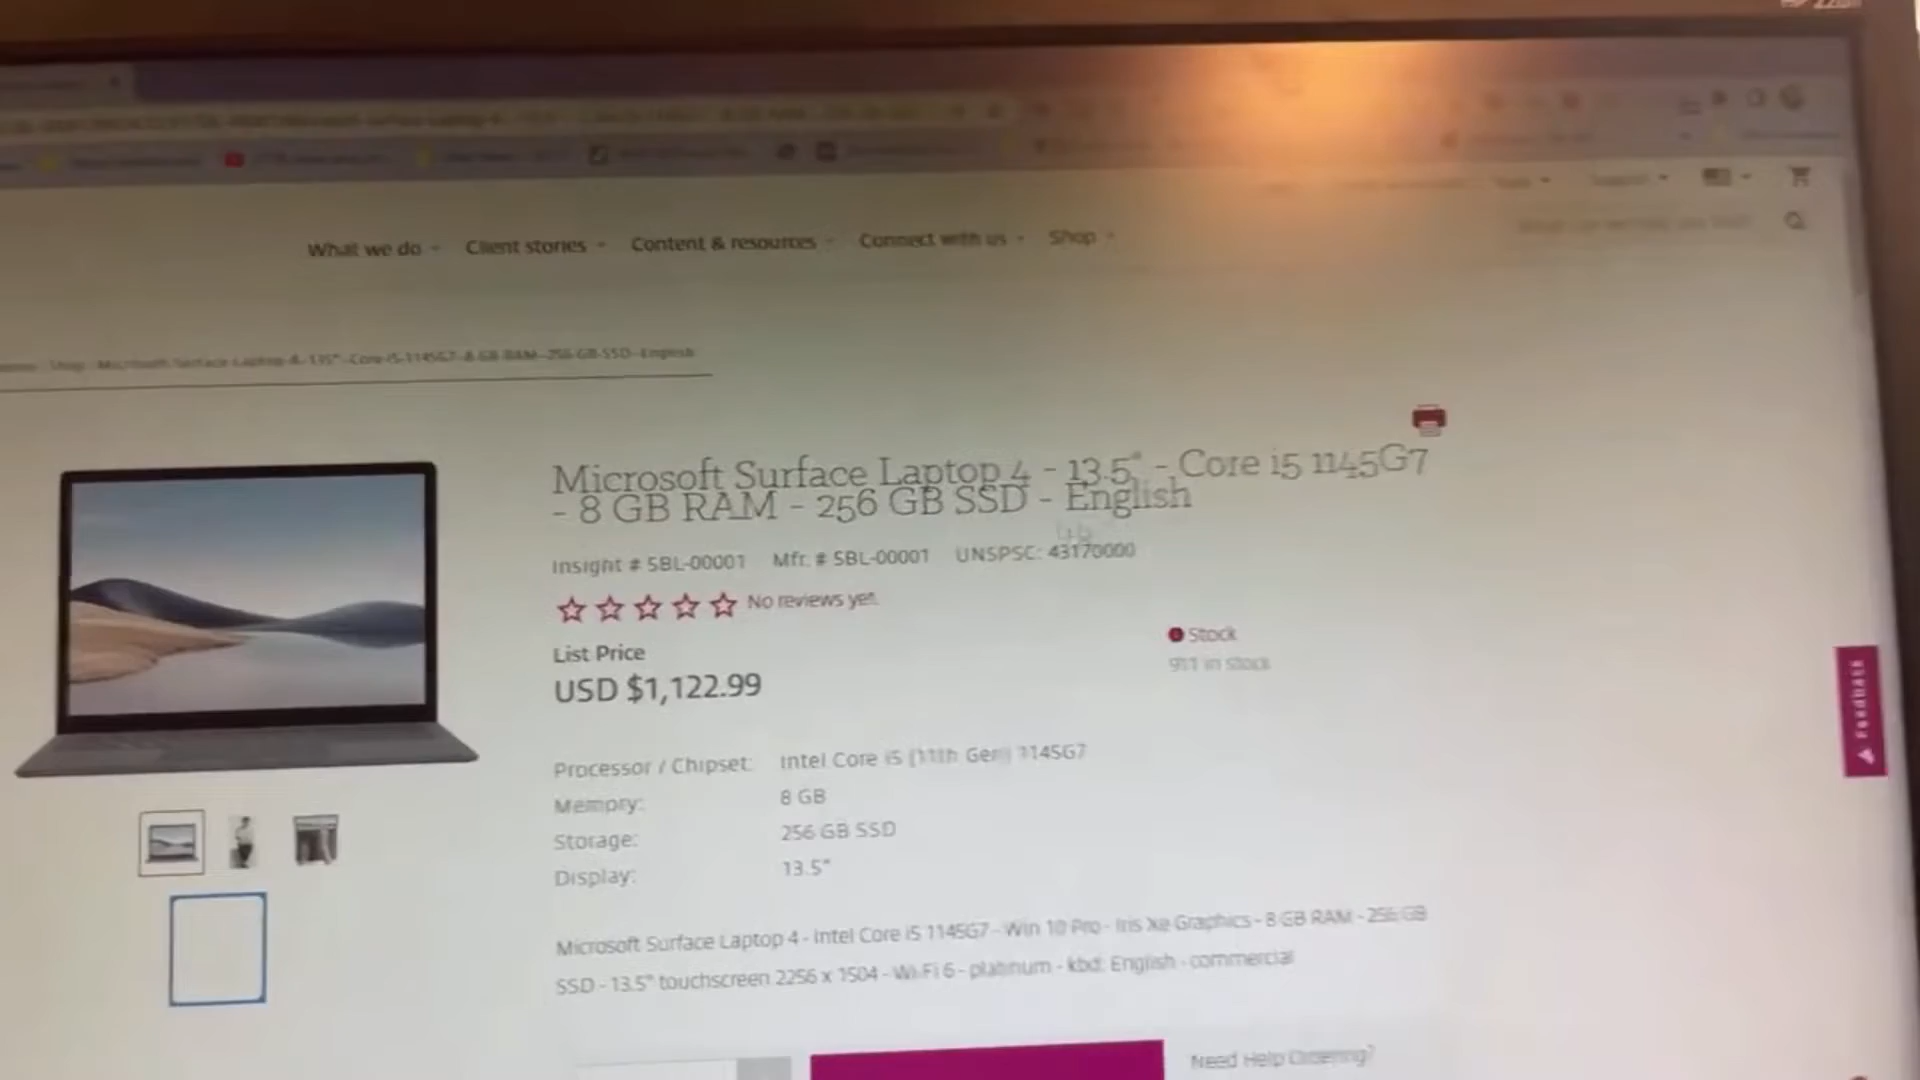 What we do
Client stories
Content & resources
Connect with us
Shop
Shop
Microsoft-Surface-Laptop-4--135"--Core-i5-1145G7--8-GB-RAM--256-GB-SSD--English
Microsoft Surface Laptop 4 - 13.5" - Core i5 1145G7
- 8 GB RAM - 256 GB SSD - English
Insight # 5BL-00001 Mfr. # 5BL-00001 UNSPSC: 43170000
No reviews yet.
Stock
911 in stock
List Price
USD $1,122.99
Processor / Chipset: Intel Core i5 (11th Gen) 1145G7
Memory: 8 GB
Storage: 256 GB SSD
Display: 13.5"
Microsoft Surface Laptop 4 - Intel Core i5 1145G7 - Win 10 Pro - Iris Xe Graphics - 8 GB RAM - 256 GB
SSD - 13.5" touchscreen 2256 x 1504 - Wi-Fi 6 - platinum - kbd: English - commercial
Need Help Ordering?
Feedback